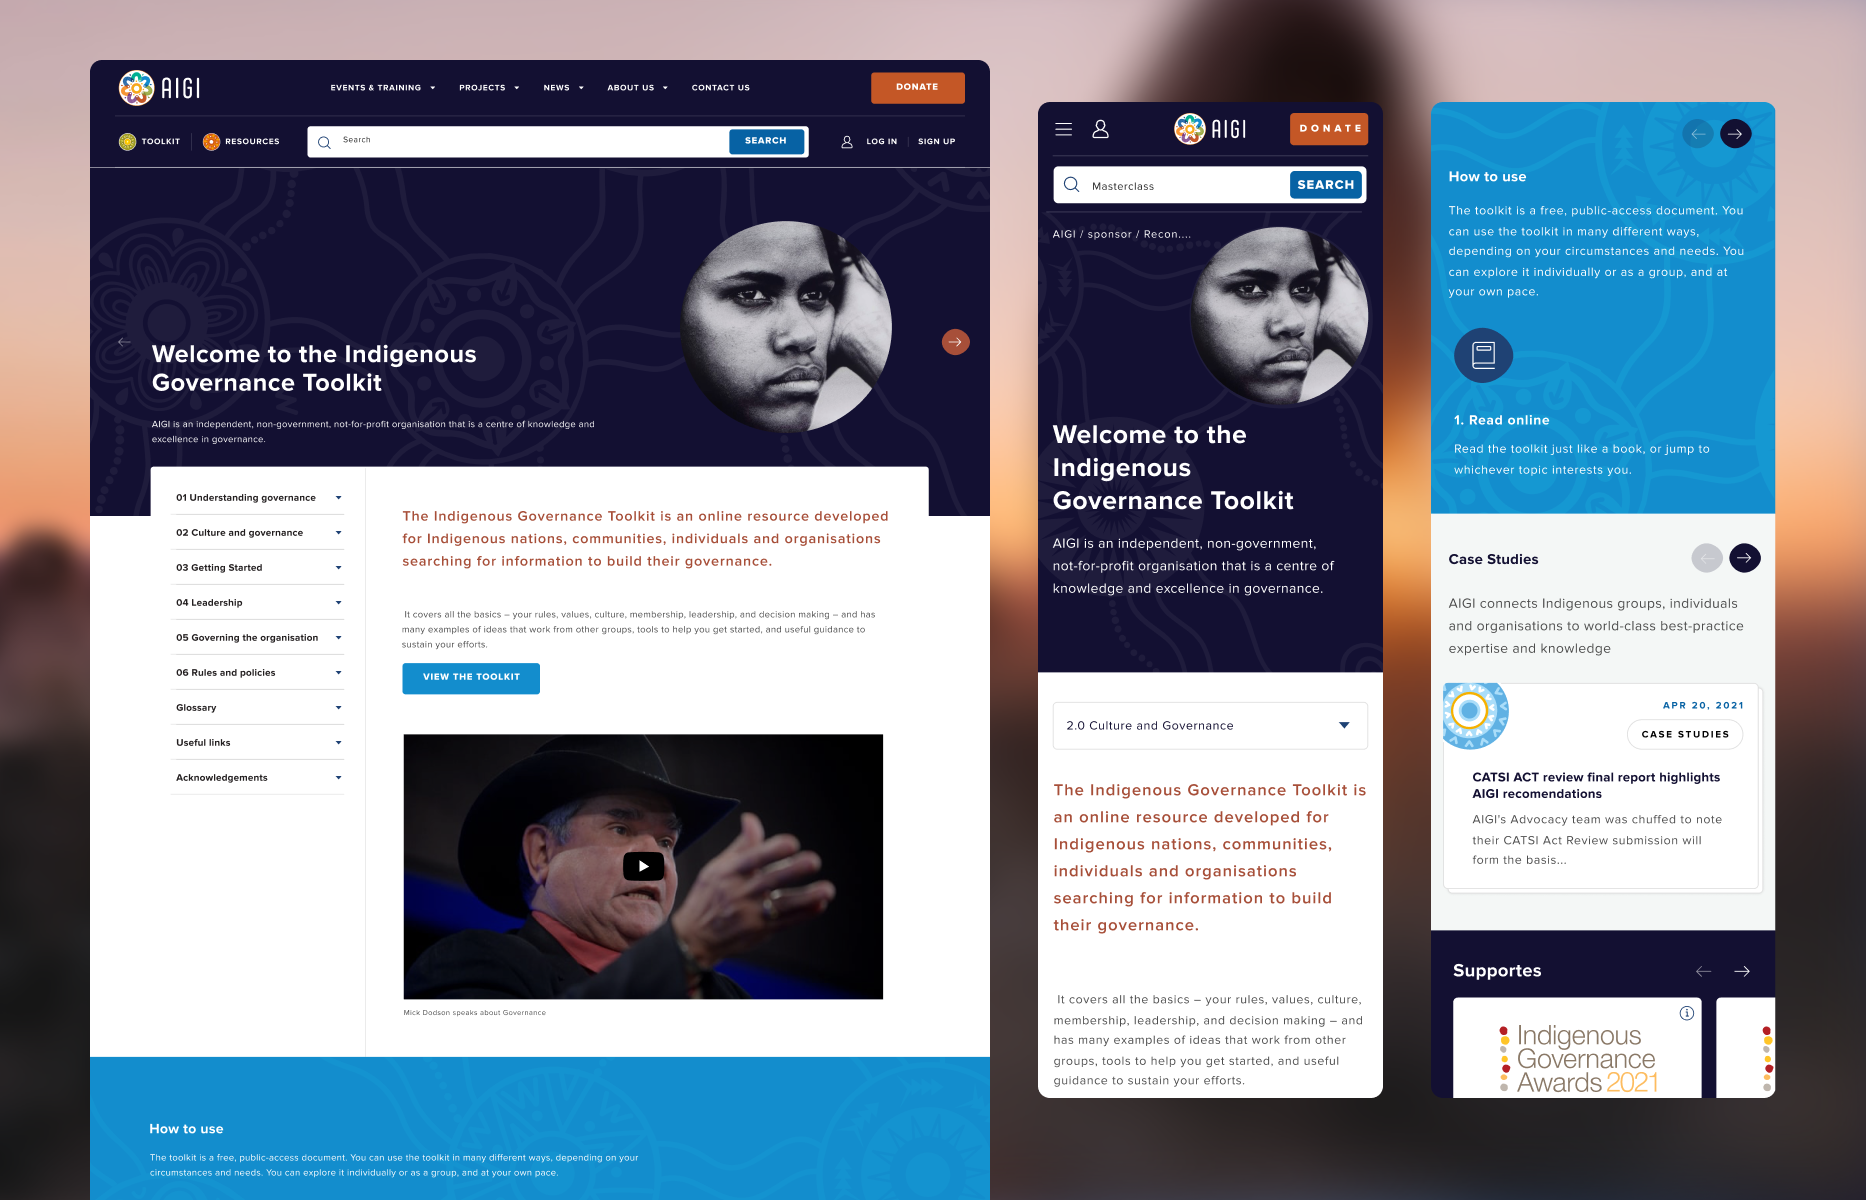 AIGI
EVENTS & TRAINING
PROJECTS
NEWS
ABOUT US
CONTACT US
DONATE
TOOLKIT
RESOURCES
Search
SEARCH
LOG IN
SIGN UP
Welcome to the Indigenous
Governance Toolkit
AIGI is an independent, non-government, not-for-profit organisation that is a centre of knowledge and
excellence in governance.
01 Understanding governance
02 Culture and governance
03 Getting Started
04 Leadership
05 Governing the organisation
06 Rules and policies
Glossary
Useful links
Acknowledgements
The Indigenous Governance Toolkit is an online resource developed
for Indigenous nations, communities, individuals and organisations
searching for information to build their governance.
It covers all the basics – your rules, values, culture, membership, leadership, and decision making – and has
many examples of ideas that work from other groups, tools to help you get started, and useful guidance to
sustain your efforts.
VIEW THE TOOLKIT
Mick Dodson speaks about Governance
How to use
The toolkit is a free, public-access document. You can use the toolkit in many different ways, depending on your
circumstances and needs. You can explore it individually or as a group, and at your own pace.
AIGI
DONATE
Masterclass
SEARCH
AIGI / sponsor / Recon....
Welcome to the
Indigenous
Governance Toolkit
AIGI is an independent, non-government,
not-for-profit organisation that is a centre of
knowledge and excellence in governance.
2.0 Culture and Governance
The Indigenous Governance Toolkit is
an online resource developed for
Indigenous nations, communities,
individuals and organisations
searching for information to build
their governance.
It covers all the basics – your rules, values, culture,
membership, leadership, and decision making – and
has many examples of ideas that work from other
groups, tools to help you get started, and useful
guidance to sustain your efforts.
How to use
The toolkit is a free, public-access document. You
can use the toolkit in many different ways,
depending on your circumstances and needs. You
can explore it individually or as a group, and at
your own pace.
1. Read online
Read the toolkit just like a book, or jump to
whichever topic interests you.
Case Studies
AIGI connects Indigenous groups, individuals
and organisations to world-class best-practice
expertise and knowledge
APR 20, 2021
CASE STUDIES
CATSI ACT review final report highlights
AIGI recomendations
AIGI's Advocacy team was chuffed to note
their CATSI Act Review submission will
form the basis...
Supportes
Indigenous
Governance
Awards 2021